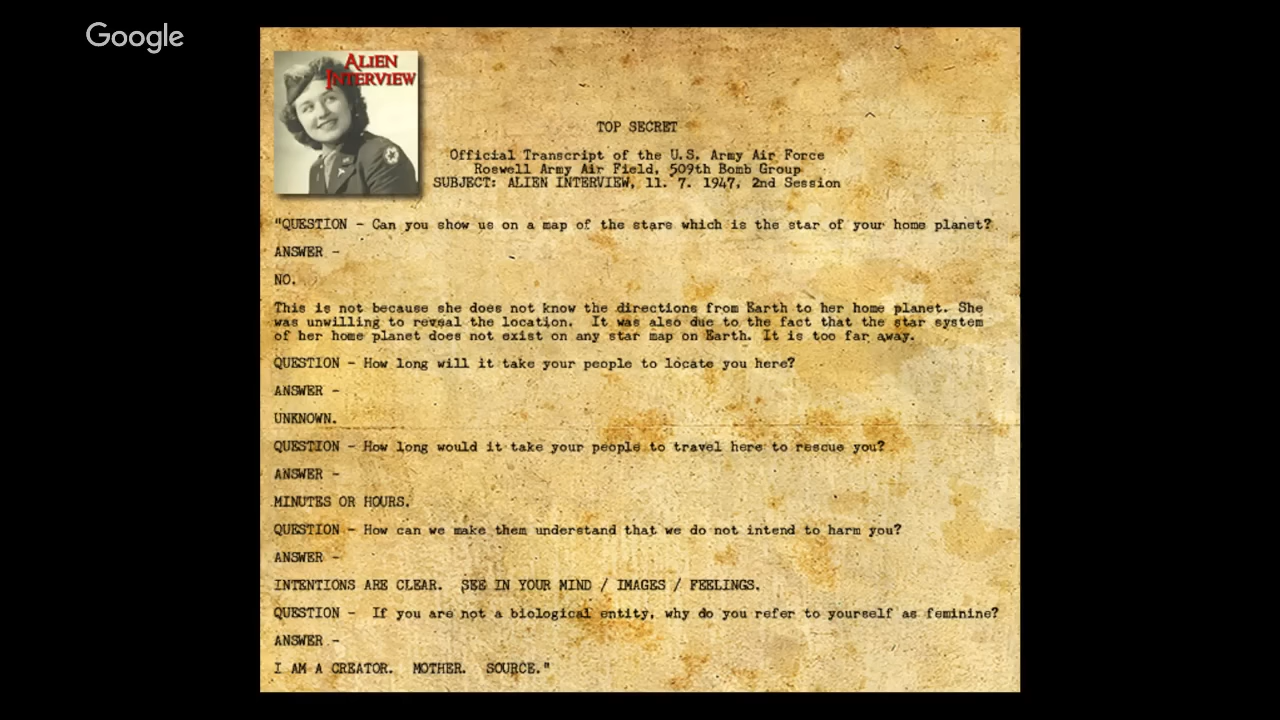 Google
ALIEN
INTERVIEW
TOP SECRET
Official Transcript of the U.S. Army Air Force
Roswell Army Air Field, 509th Bomb Group
SUBJECT: ALIEN INTERVIEW, 11. 7. 1947, 2nd Session
"QUESTION - Can you show us on a map of the stars which is the star of your home planet?
ANSWER -
NO.
This is not because she does not know the directions from Earth to her home planet. She
was unwilling to reveal the location. It was also due to the fact that the star system
of her home planet does not exist on any star map on Earth. It is too far away.
QUESTION - How long will it take your people to locate you here?
ANSWER -
UNKNOWN.
QUESTION - How long would it take your people to travel here to rescue you?
ANSWER -
MINUTES OR HOURS.
QUESTION - How can we make them understand that we do not intend to harm you?
ANSWER -
INTENTIONS ARE CLEAR. SEE IN YOUR MIND / IMAGES / FEELINGS.
QUESTION - If you are not a biological entity, why do you refer to yourself as feminine?
ANSWER -
I AM A CREATOR. MOTHER. SOURCE."